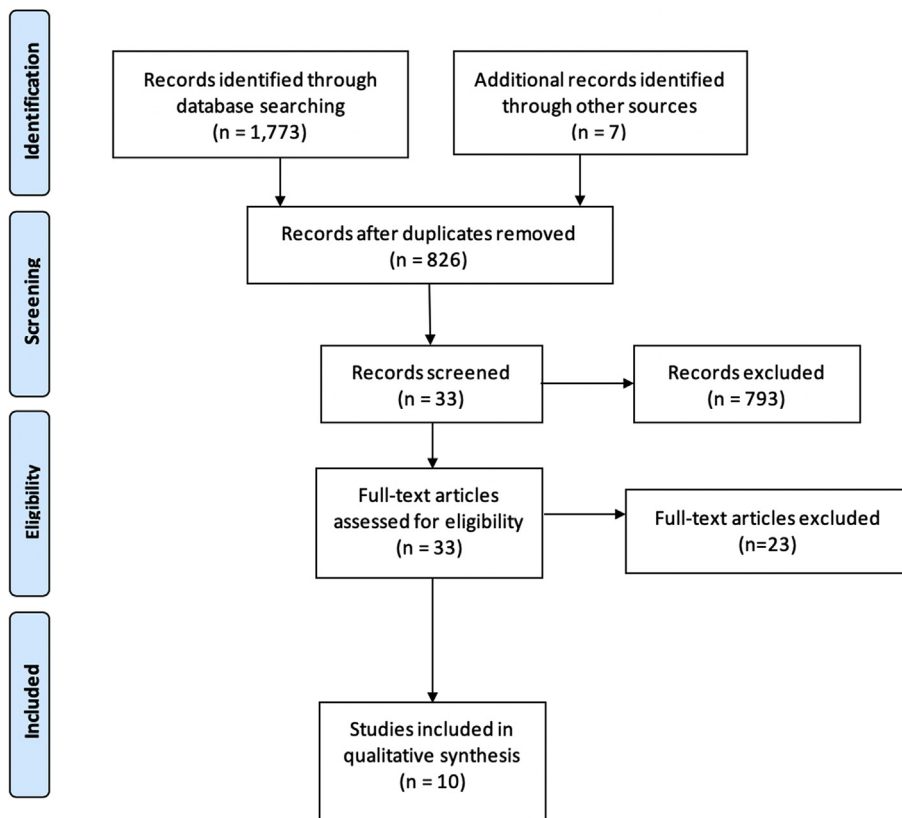 Identification
Records identified through
database searching
(n = 1,773)
Additional records identified
through other sources
(n = 7)
Screening
Records after duplicates removed
(n = 826)
Records screened
(n = 33)
Records excluded
(n = 793)
Eligibility
Full-text articles
assessed for eligibility
(n = 33)
Full-text articles excluded
(n=23)
Included
Studies included in
qualitative synthesis
(n = 10)